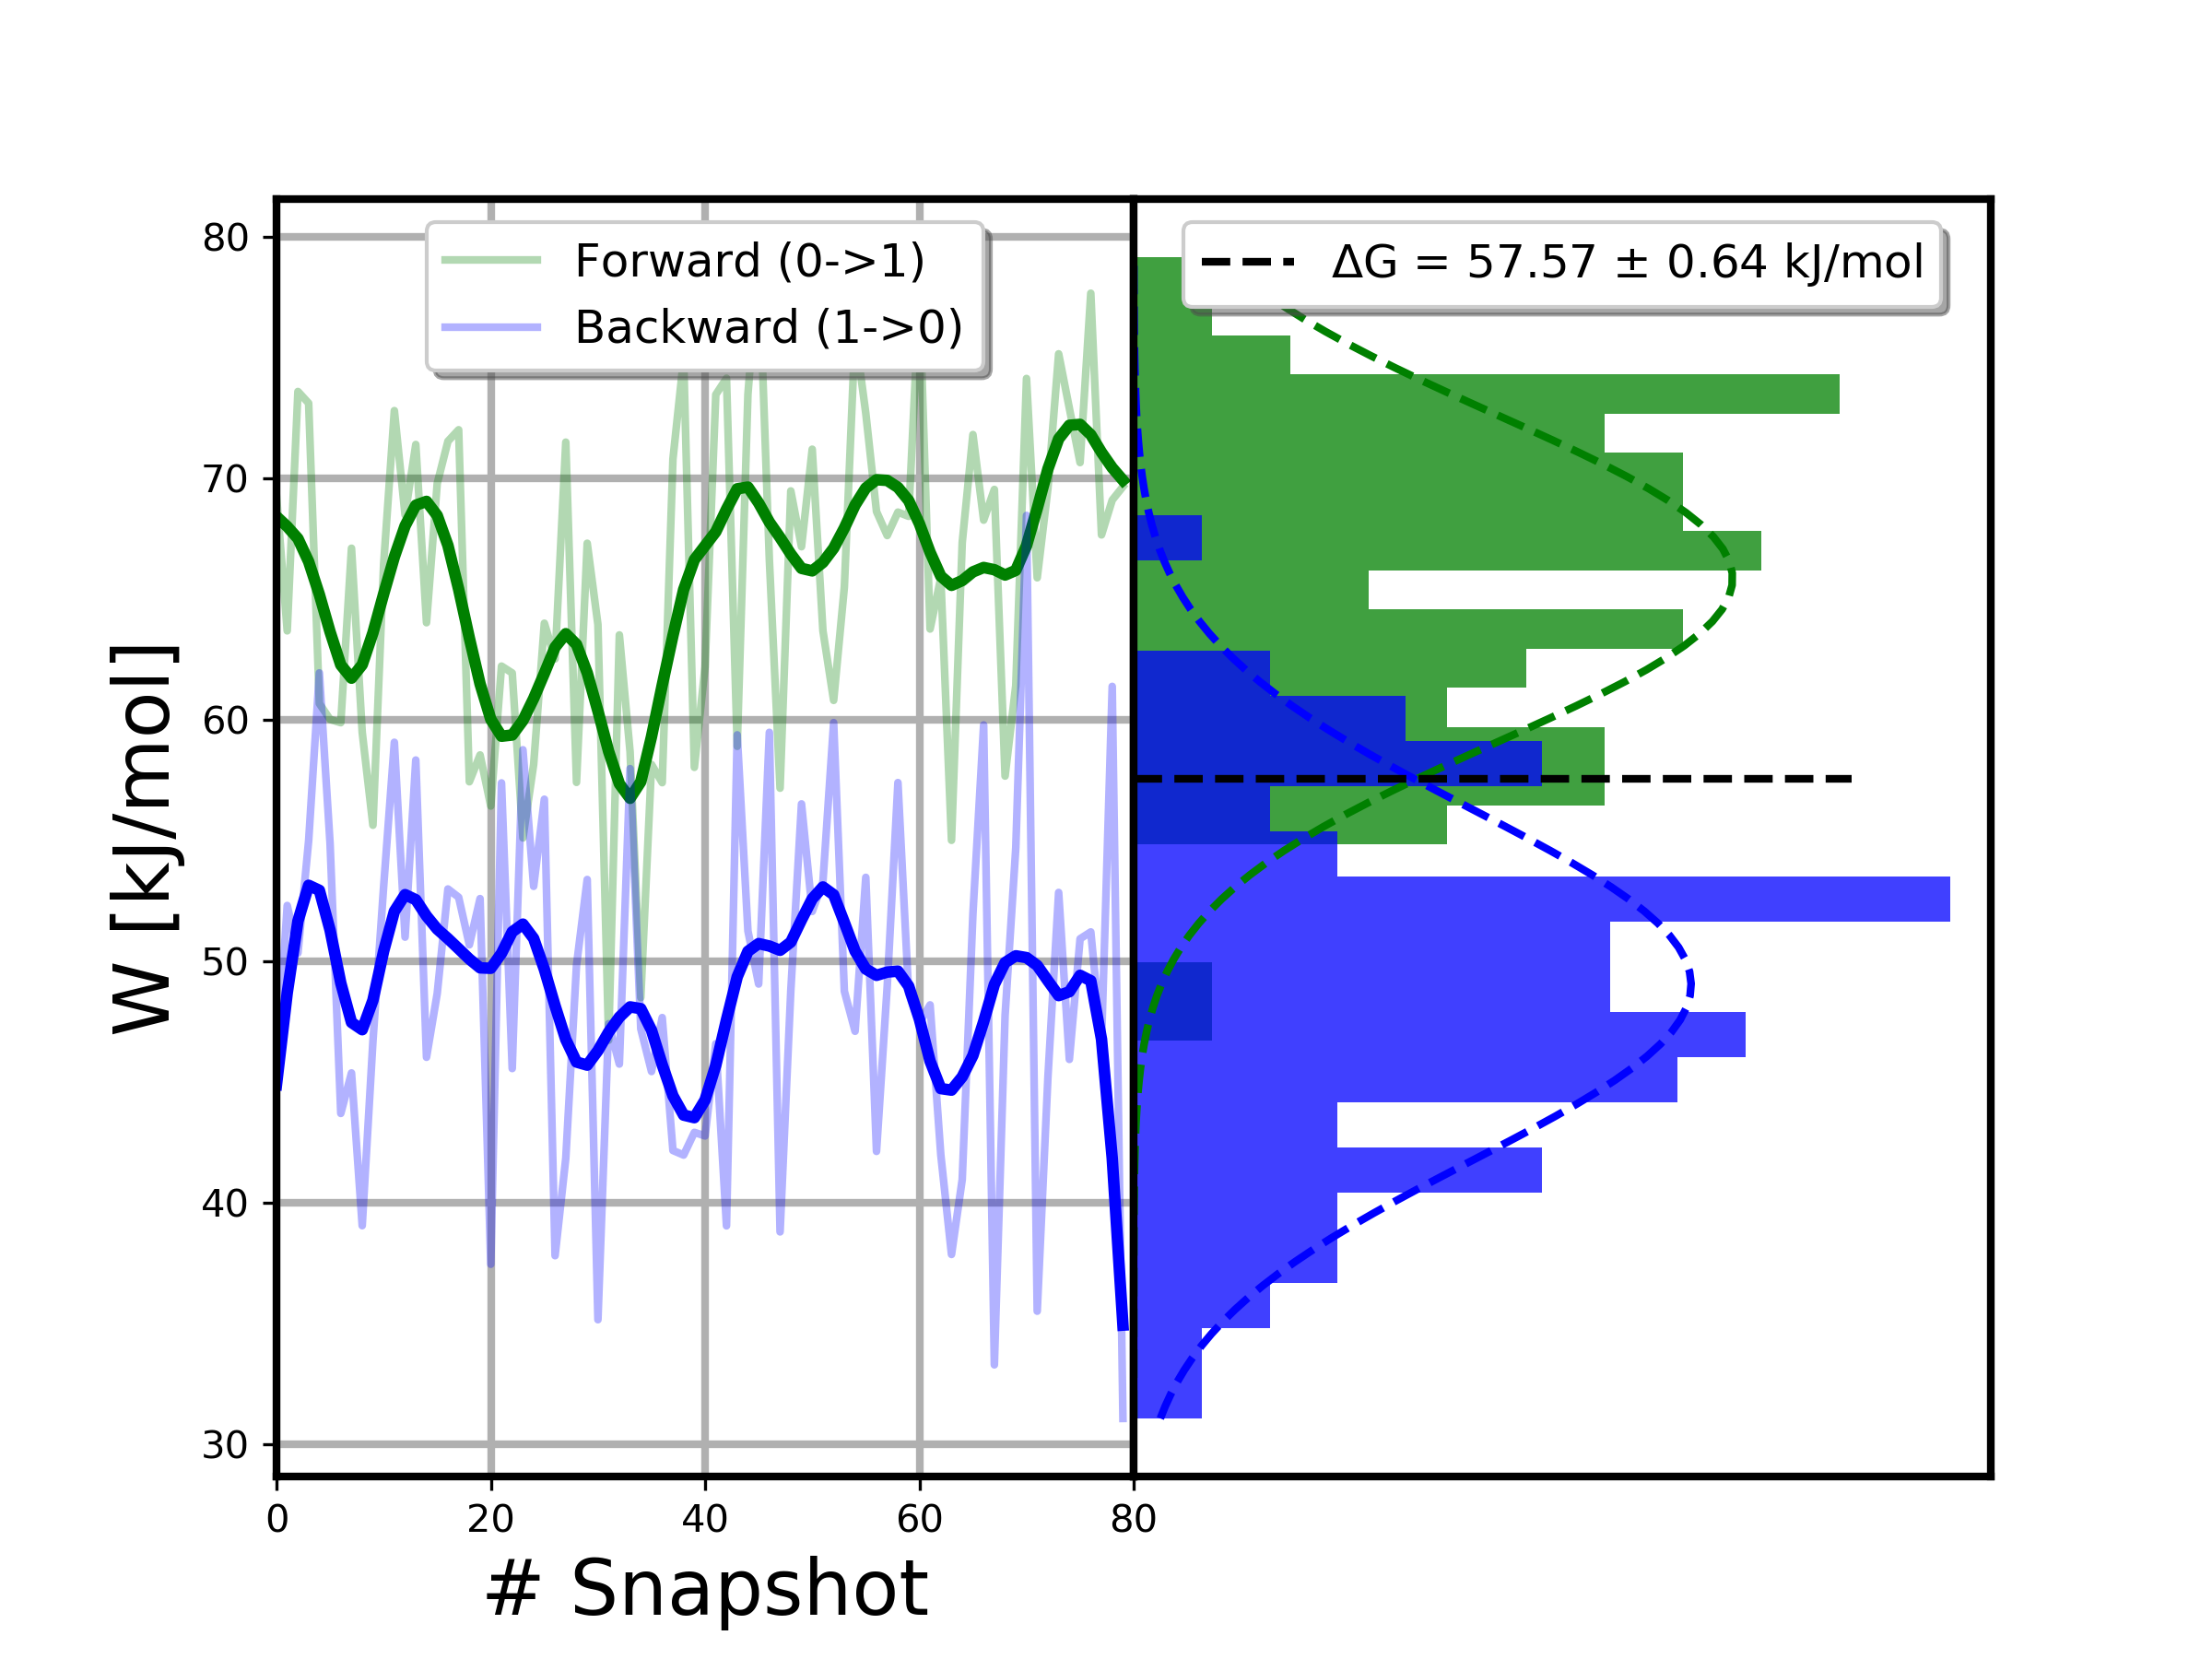 Forward (0->1)
Backward (1->0)
ΔG = 57.57 ± 0.64 kJ/mol
W [kJ/mol]
80
70
60
50
40
30
0 20 40 60 80
# Snapshot